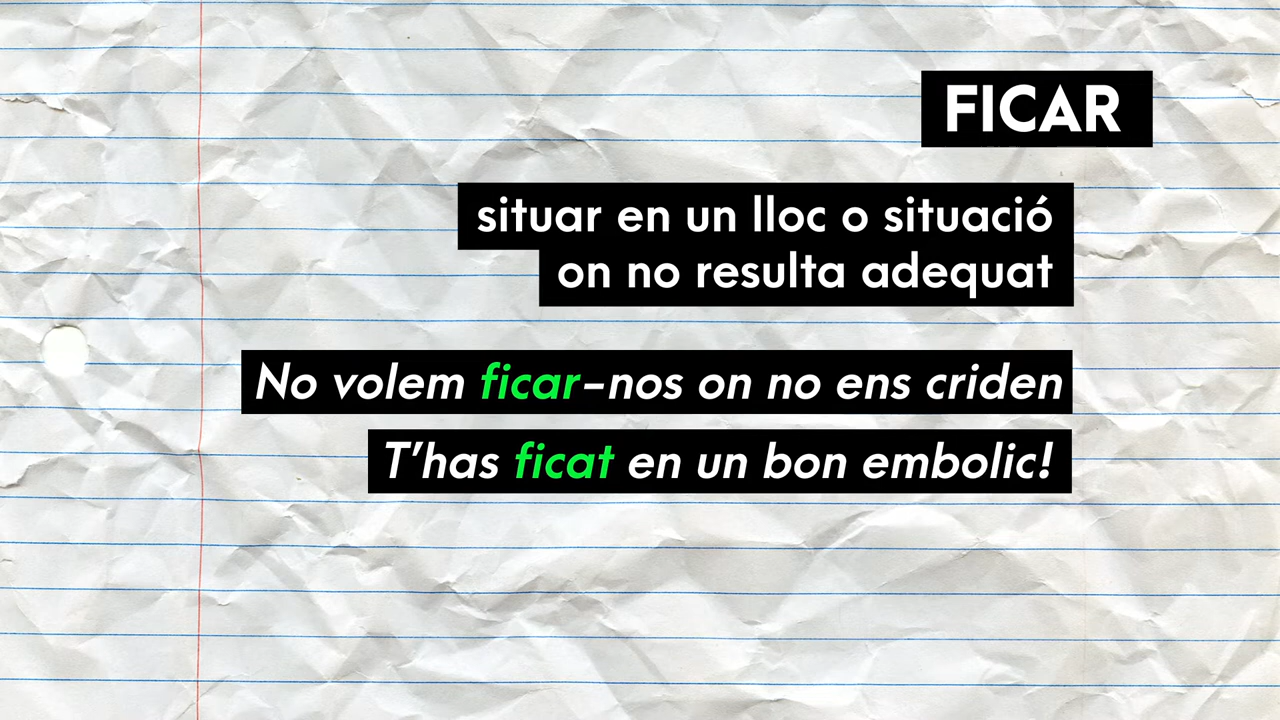 FICAR
situar en un lloc o situació
on no resulta adequat
No volem ficar-nos on no ens criden
T'has ficat en un bon embolic!